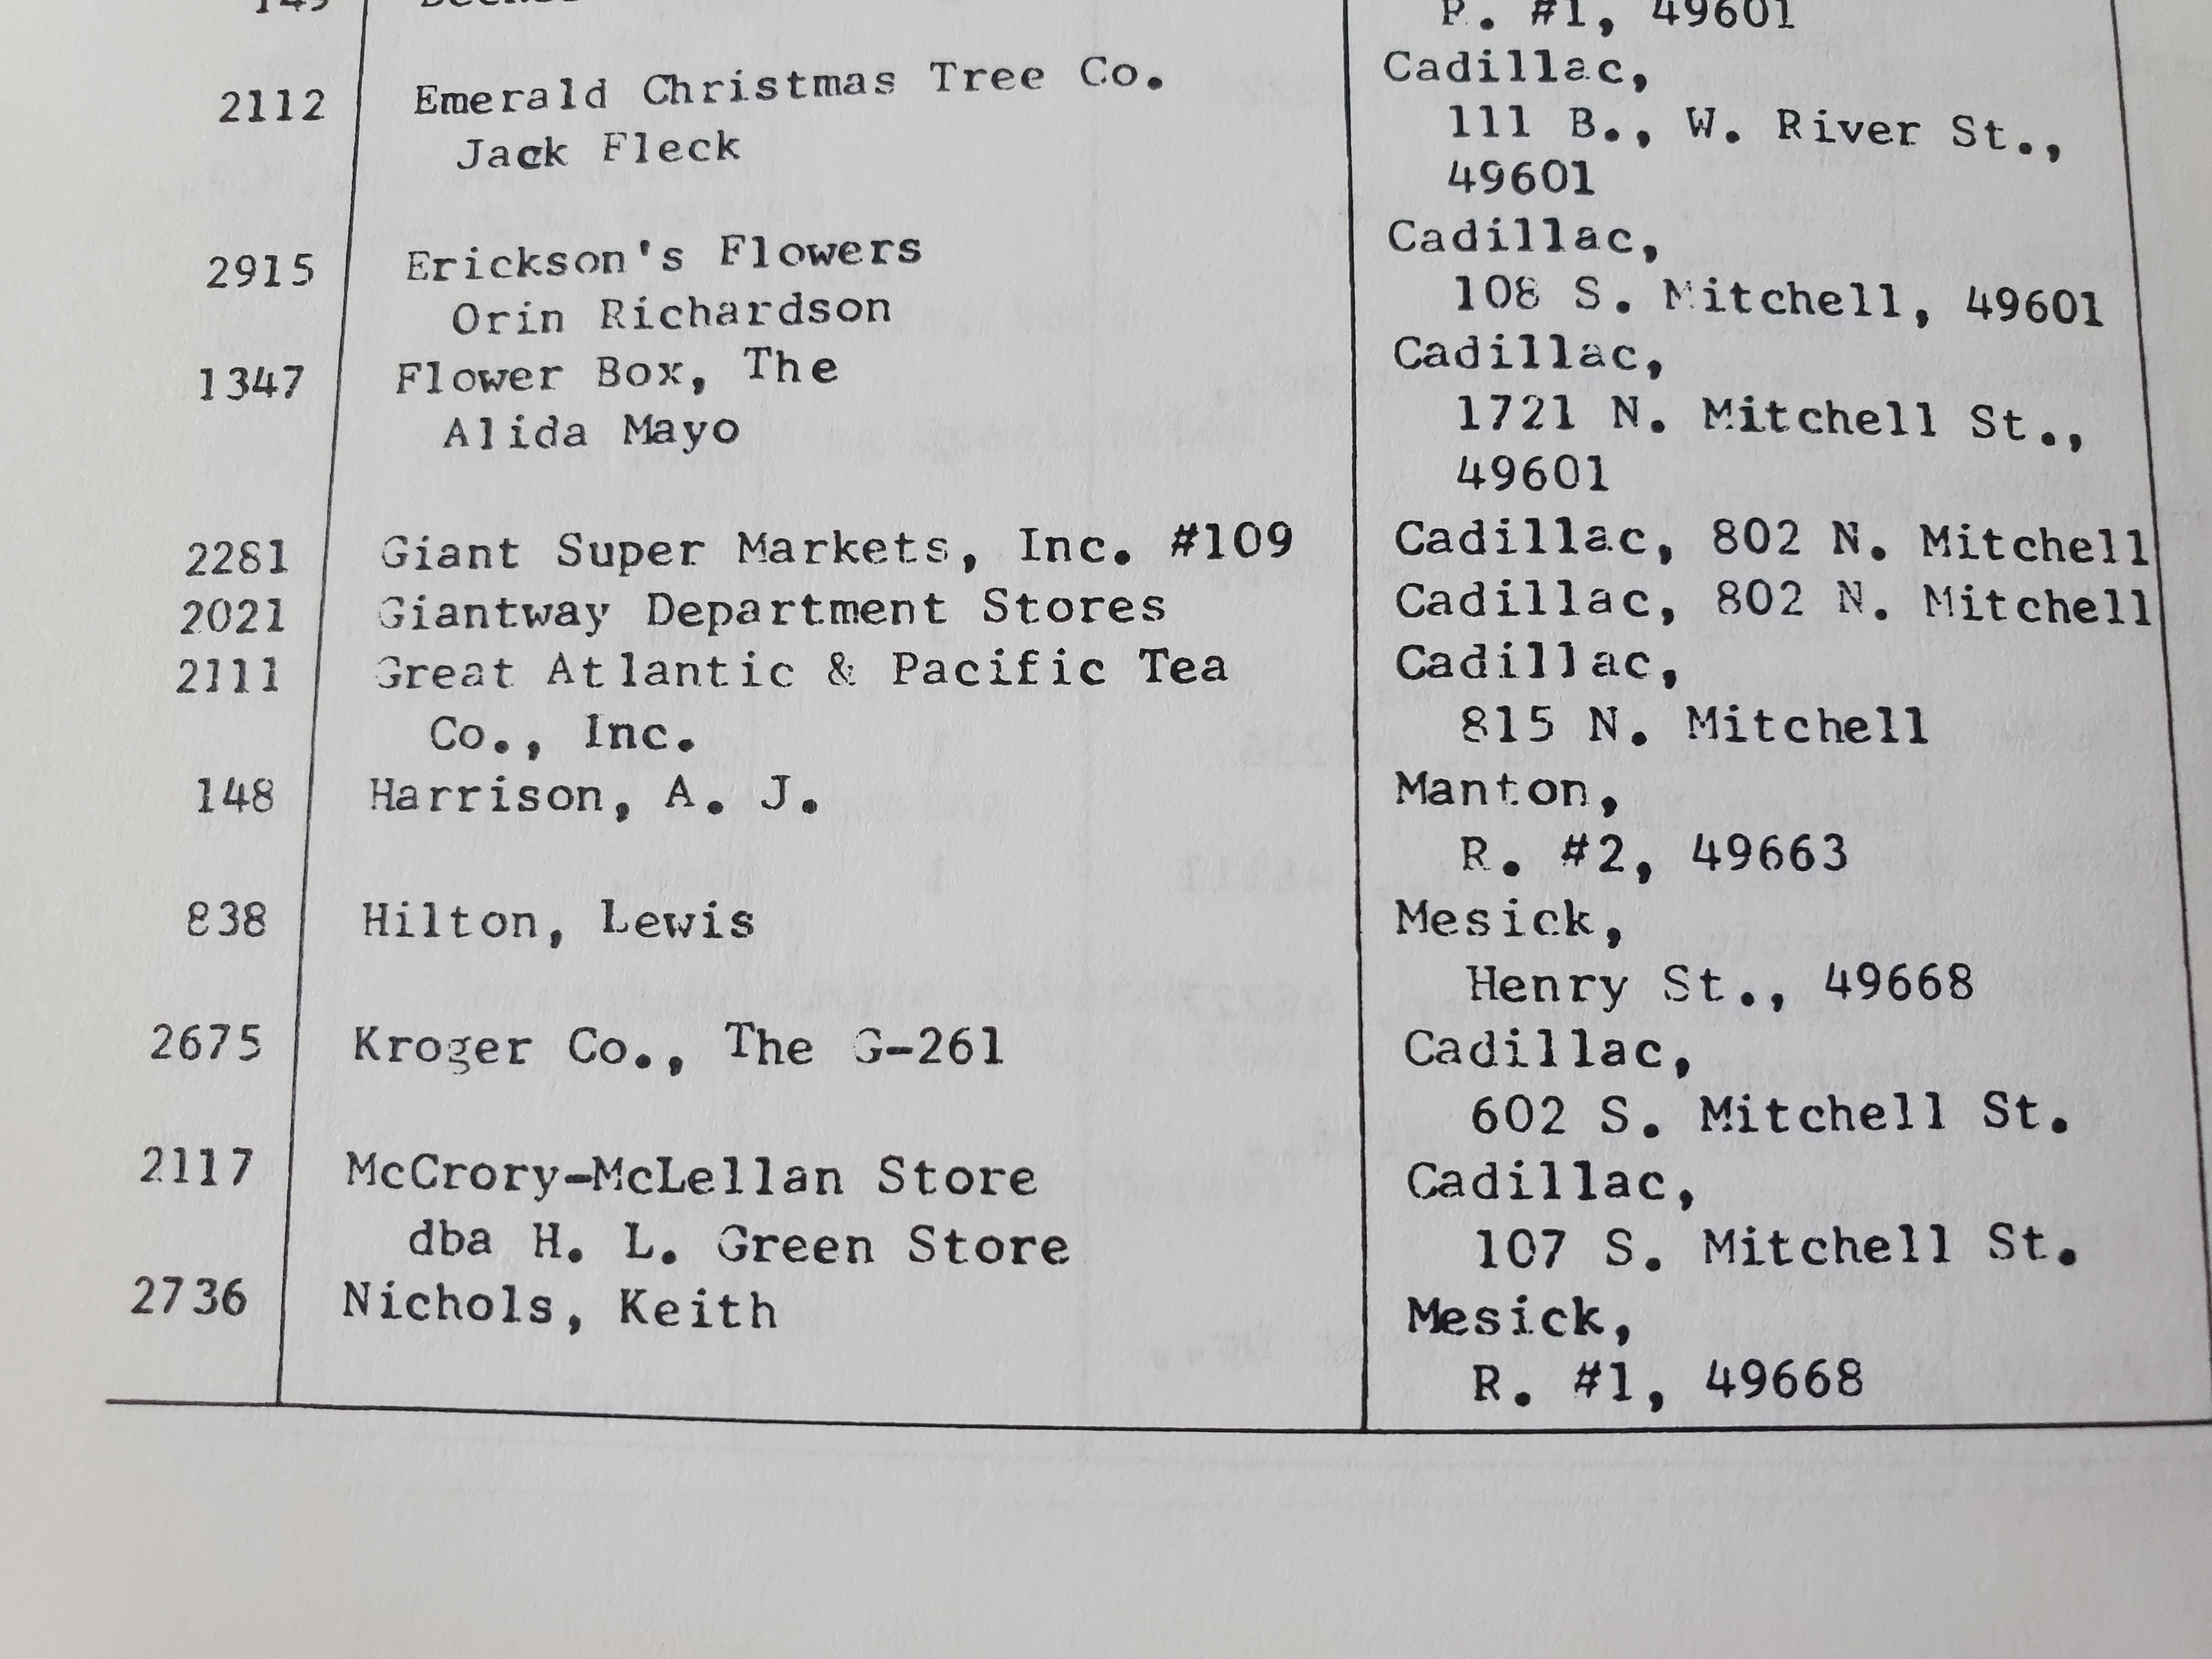 R. #1, 49601
2112 Emerald Christmas Tree Co. Cadillac,
Jack Fleck 111 B., W. River St.,
49601
2915 Erickson's Flowers Cadillac,
Orin Richardson 108 S. Mitchell, 49601
1347 Flower Box, The Cadillac,
Alida Mayo 1721 N. Mitchell St.,
49601
2281 Giant Super Markets, Inc. #109 Cadillac, 802 N. Mitchell
2021 Giantway Department Stores Cadillac, 802 N. Mitchell
2111 Great Atlantic & Pacific Tea Cadillac,
Co., Inc. 815 N. Mitchell
148 Harrison, A. J. Manton,
R. #2, 49663
838 Hilton, Lewis Mesick,
Henry St., 49668
2675 Kroger Co., The G-261 Cadillac,
602 S. Mitchell St.
2117 McCrory-McLellan Store Cadillac,
dba H. L. Green Store 107 S. Mitchell St.
2736 Nichols, Keith Mesick,
R. #1, 49668